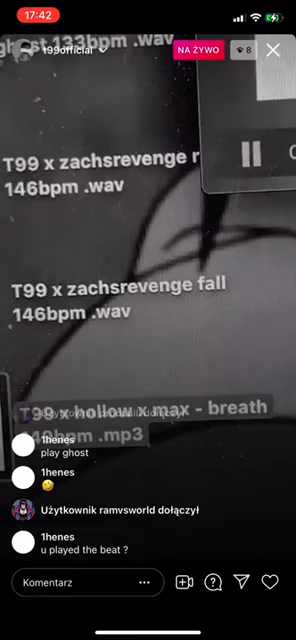 17:42
ghost 133bpm .wav
t99official
NA ŻYWO
8
T99 x zachsrevenge r
146bpm .wav
T99 x zachsrevenge fall
146bpm .wav
T99 x hollow x max - breath
bpm .mp3
1henes
play ghost
1henes
🤣
Użytkownik ramvsworld dołączył
1henes
u played the beat ?
Komentarz